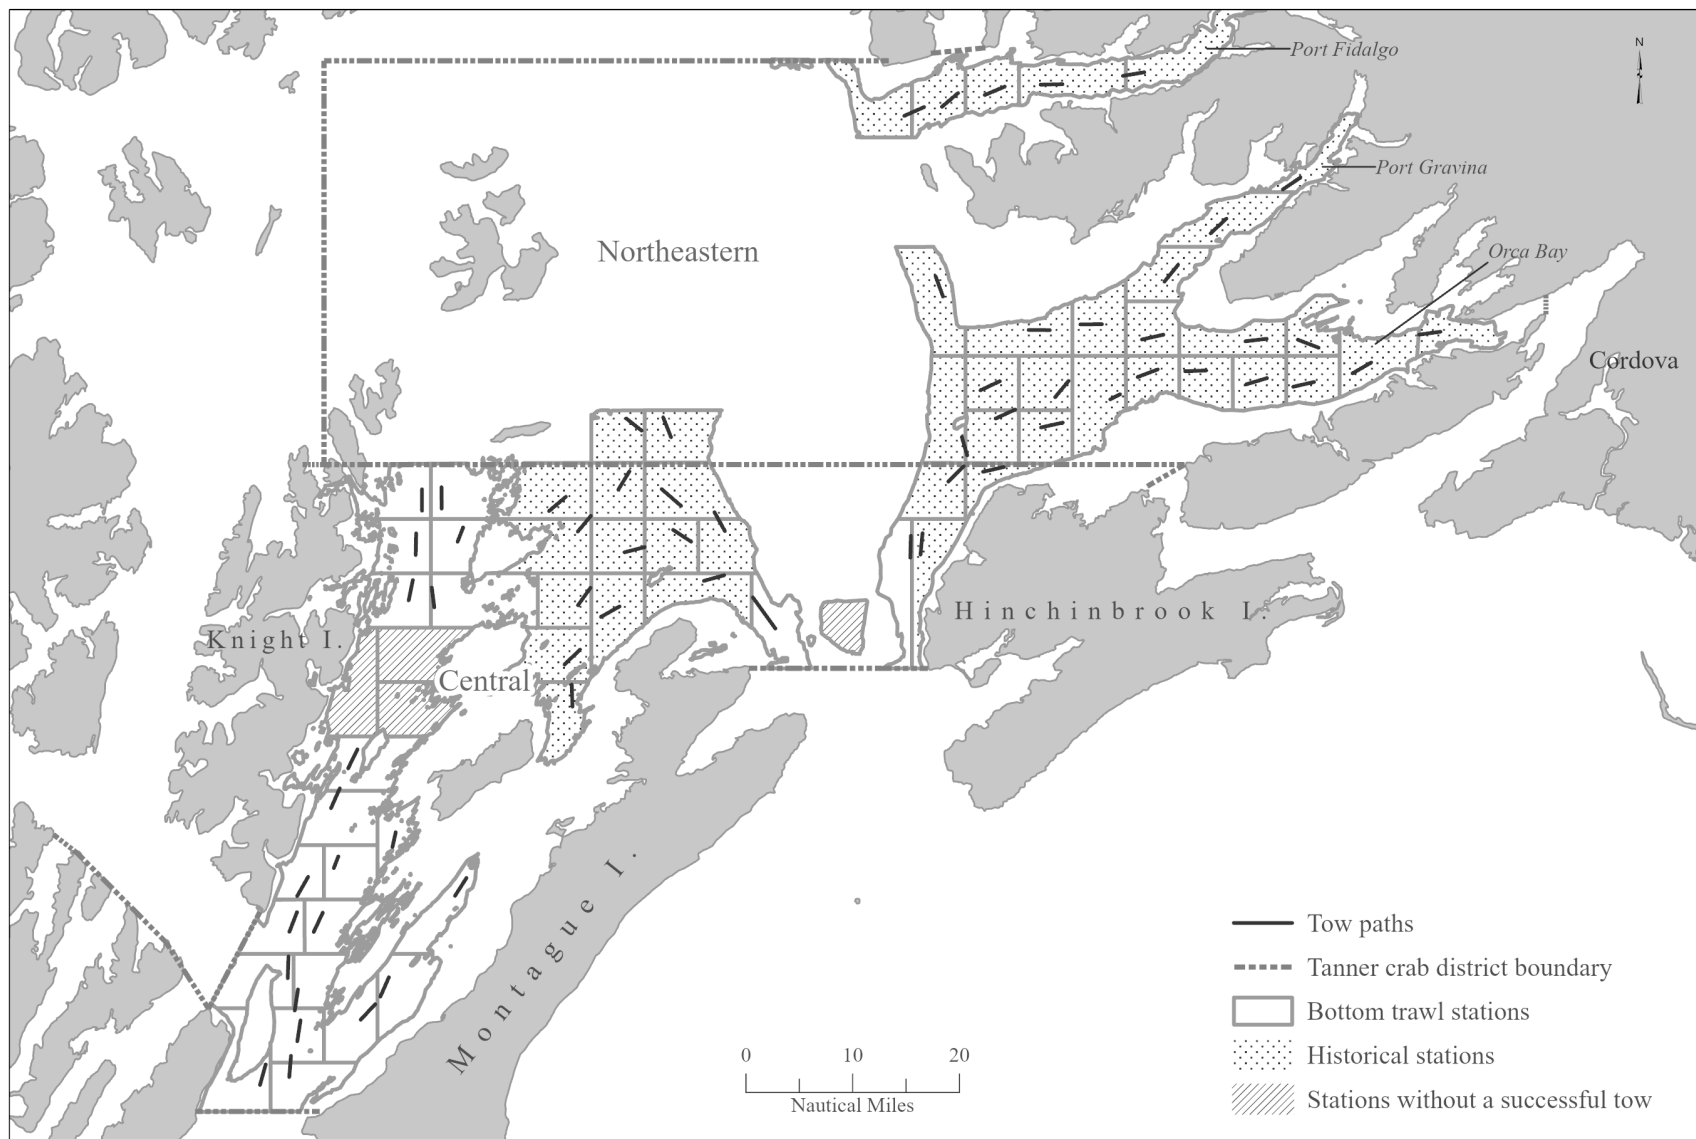 Port Fidalgo
N
Port Gravina
Northeastern
Orca Bay
Cordova
Hinchinbrook I.
Knight I.
Central
Montague I.
Tow paths
Tanner crab district boundary
Bottom trawl stations
Historical stations
Stations without a successful tow
0 10 20
Nautical Miles